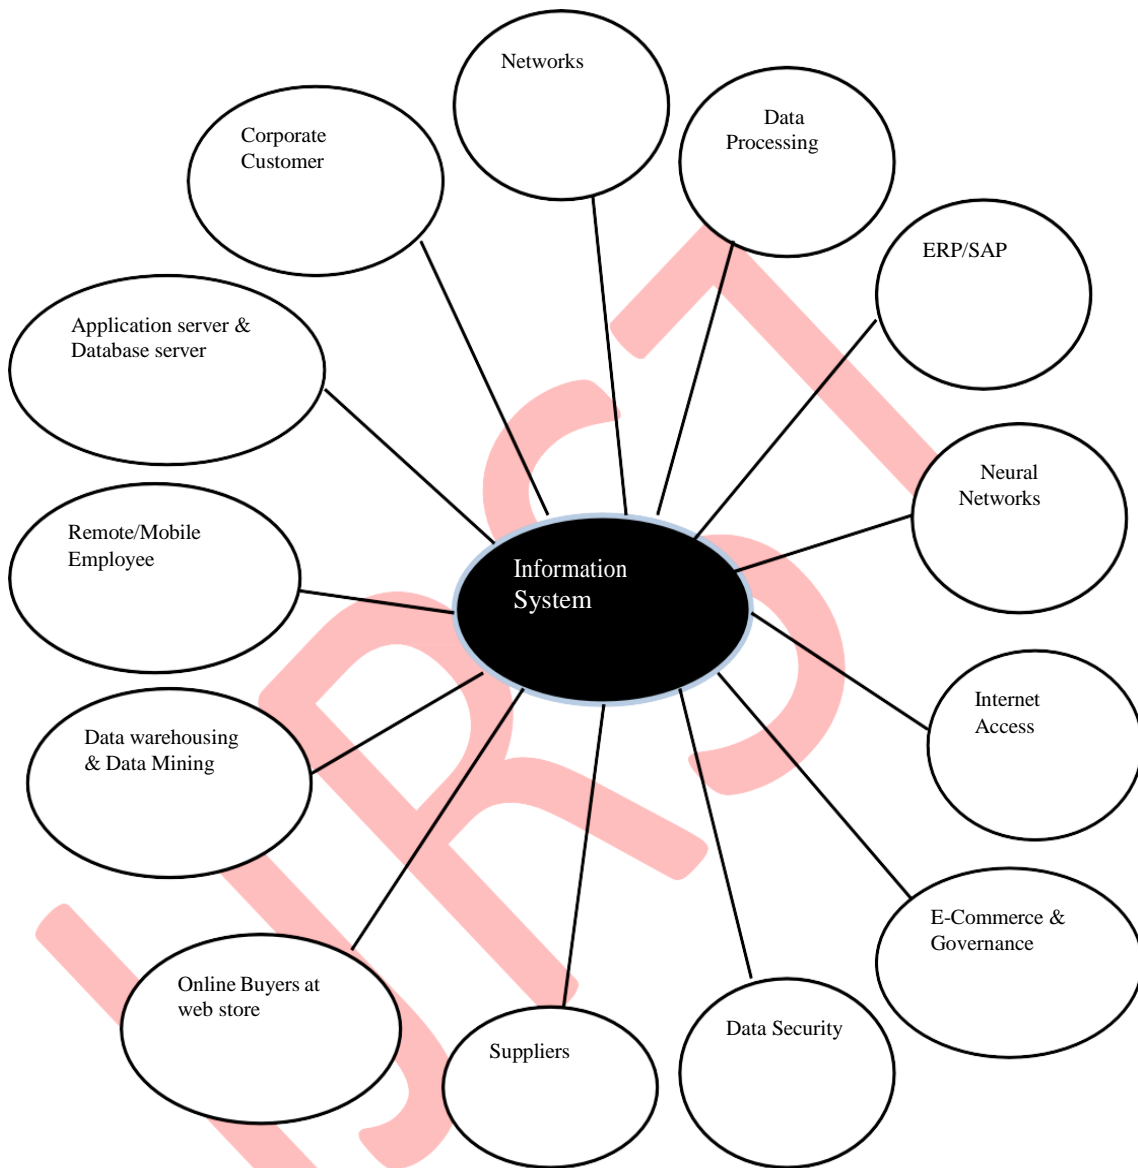 Networks
Data
Processing
Corporate
Customer
ERP/SAP
Application server &
Database server
Neural
Networks
Remote/Mobile
Employee
Information
System
Internet
Access
Data warehousing
& Data Mining
E-Commerce &
Governance
Online Buyers at
web store
Data Security
Suppliers